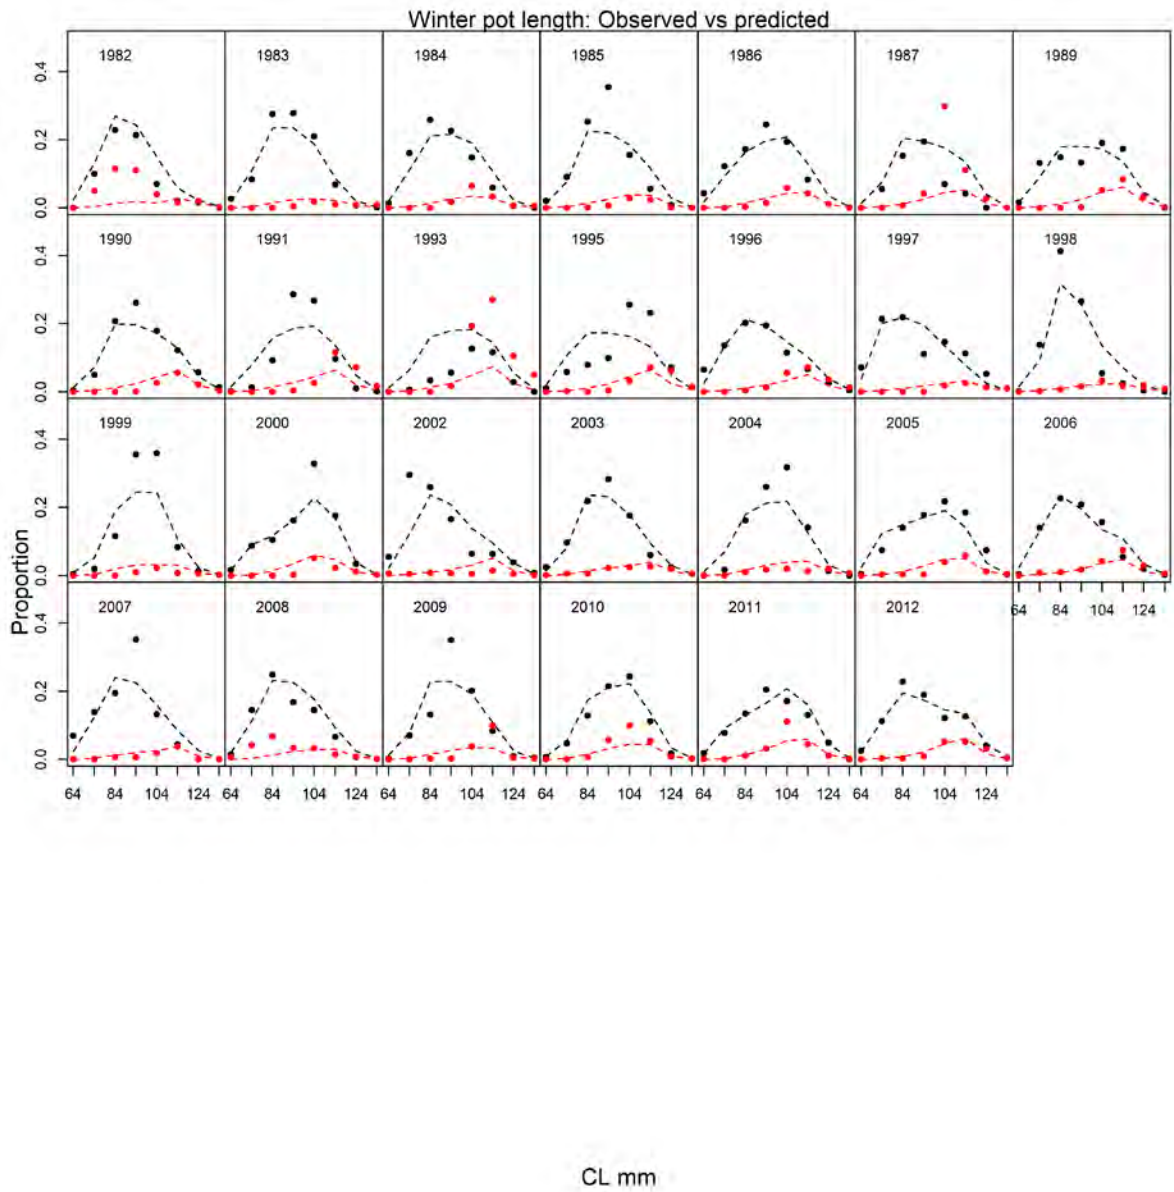 Winter pot length: Observed vs predicted
1982 1983 1984 1985 1986 1987 1989
0.4
0.2
0.0
1990 1991 1993 1995 1996 1997 1998
0.4
0.2
0.0
1999 2000 2002 2003 2004 2005 2006
0.4
0.2
0.0
64 84 104 124
Proportion
2007 2008 2009 2010 2011 2012
0.4
0.2
0.0
64 84 104 124 64 84 104 124 64 84 104 124 64 84 104 124 64 84 104 124 64 84 104 124
CL mm